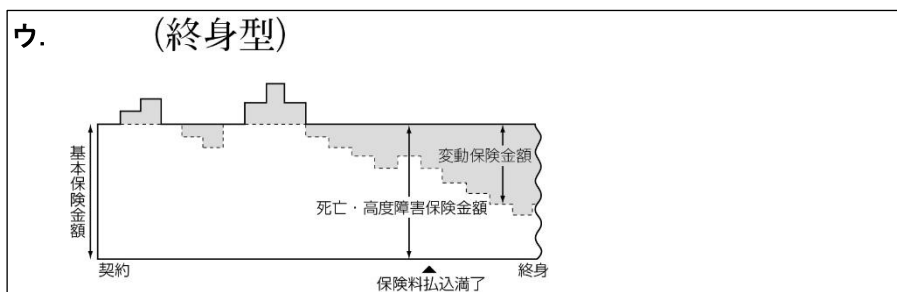 ウ. (終身型)
基本保険金額
変動保険金額
死亡・高度障害保険金額
契約
終身
保険料払込満了